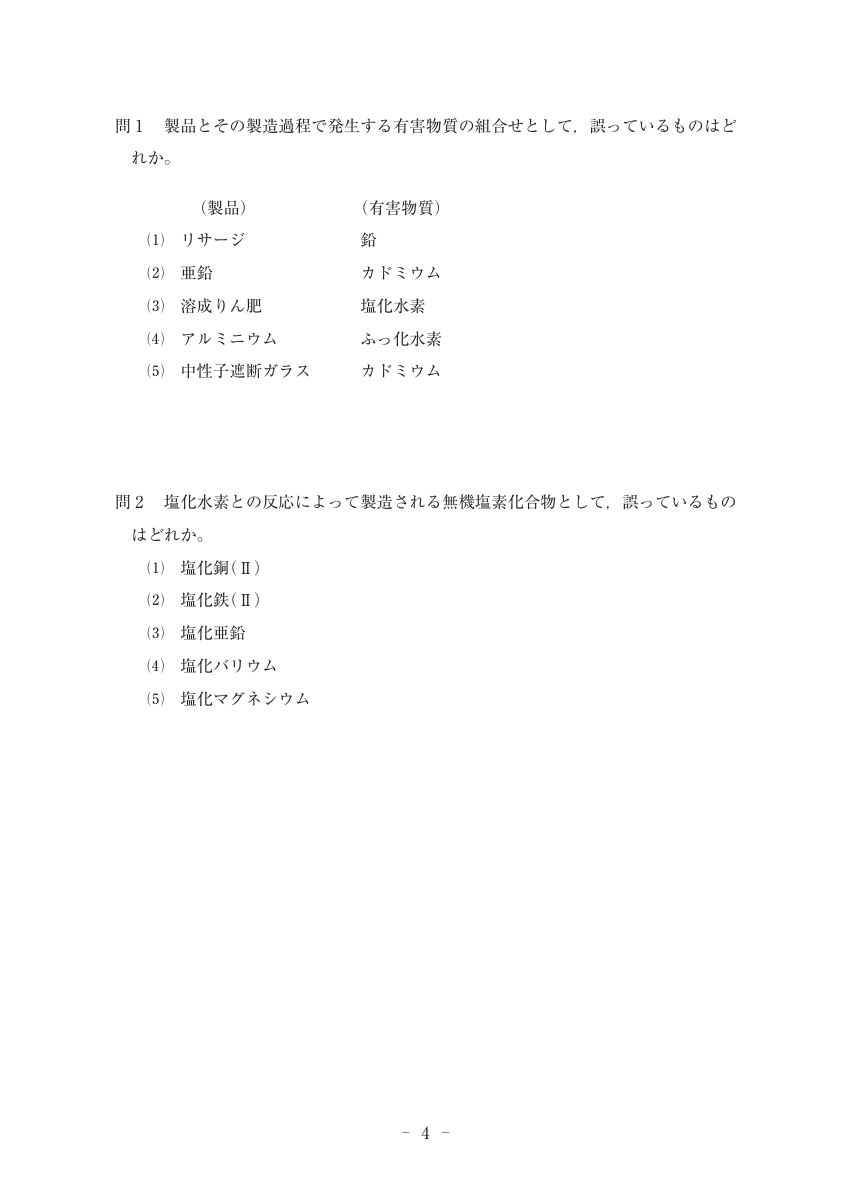 問1 製品とその製造過程で発生する有害物質の組合せとして，誤っているものはど
れか。
（製品） （有害物質）
⑴ リサージ 鉛
⑵ 亜鉛 カドミウム
⑶ 溶成りん肥 塩化水素
⑷ アルミニウム ふっ化水素
⑸ 中性子遮断ガラス カドミウム
問2 塩化水素との反応によって製造される無機塩素化合物として，誤っているもの
はどれか。
⑴ 塩化銅(Ⅱ)
⑵ 塩化鉄(Ⅱ)
⑶ 塩化亜鉛
⑷ 塩化バリウム
⑸ 塩化マグネシウム
- 4 -